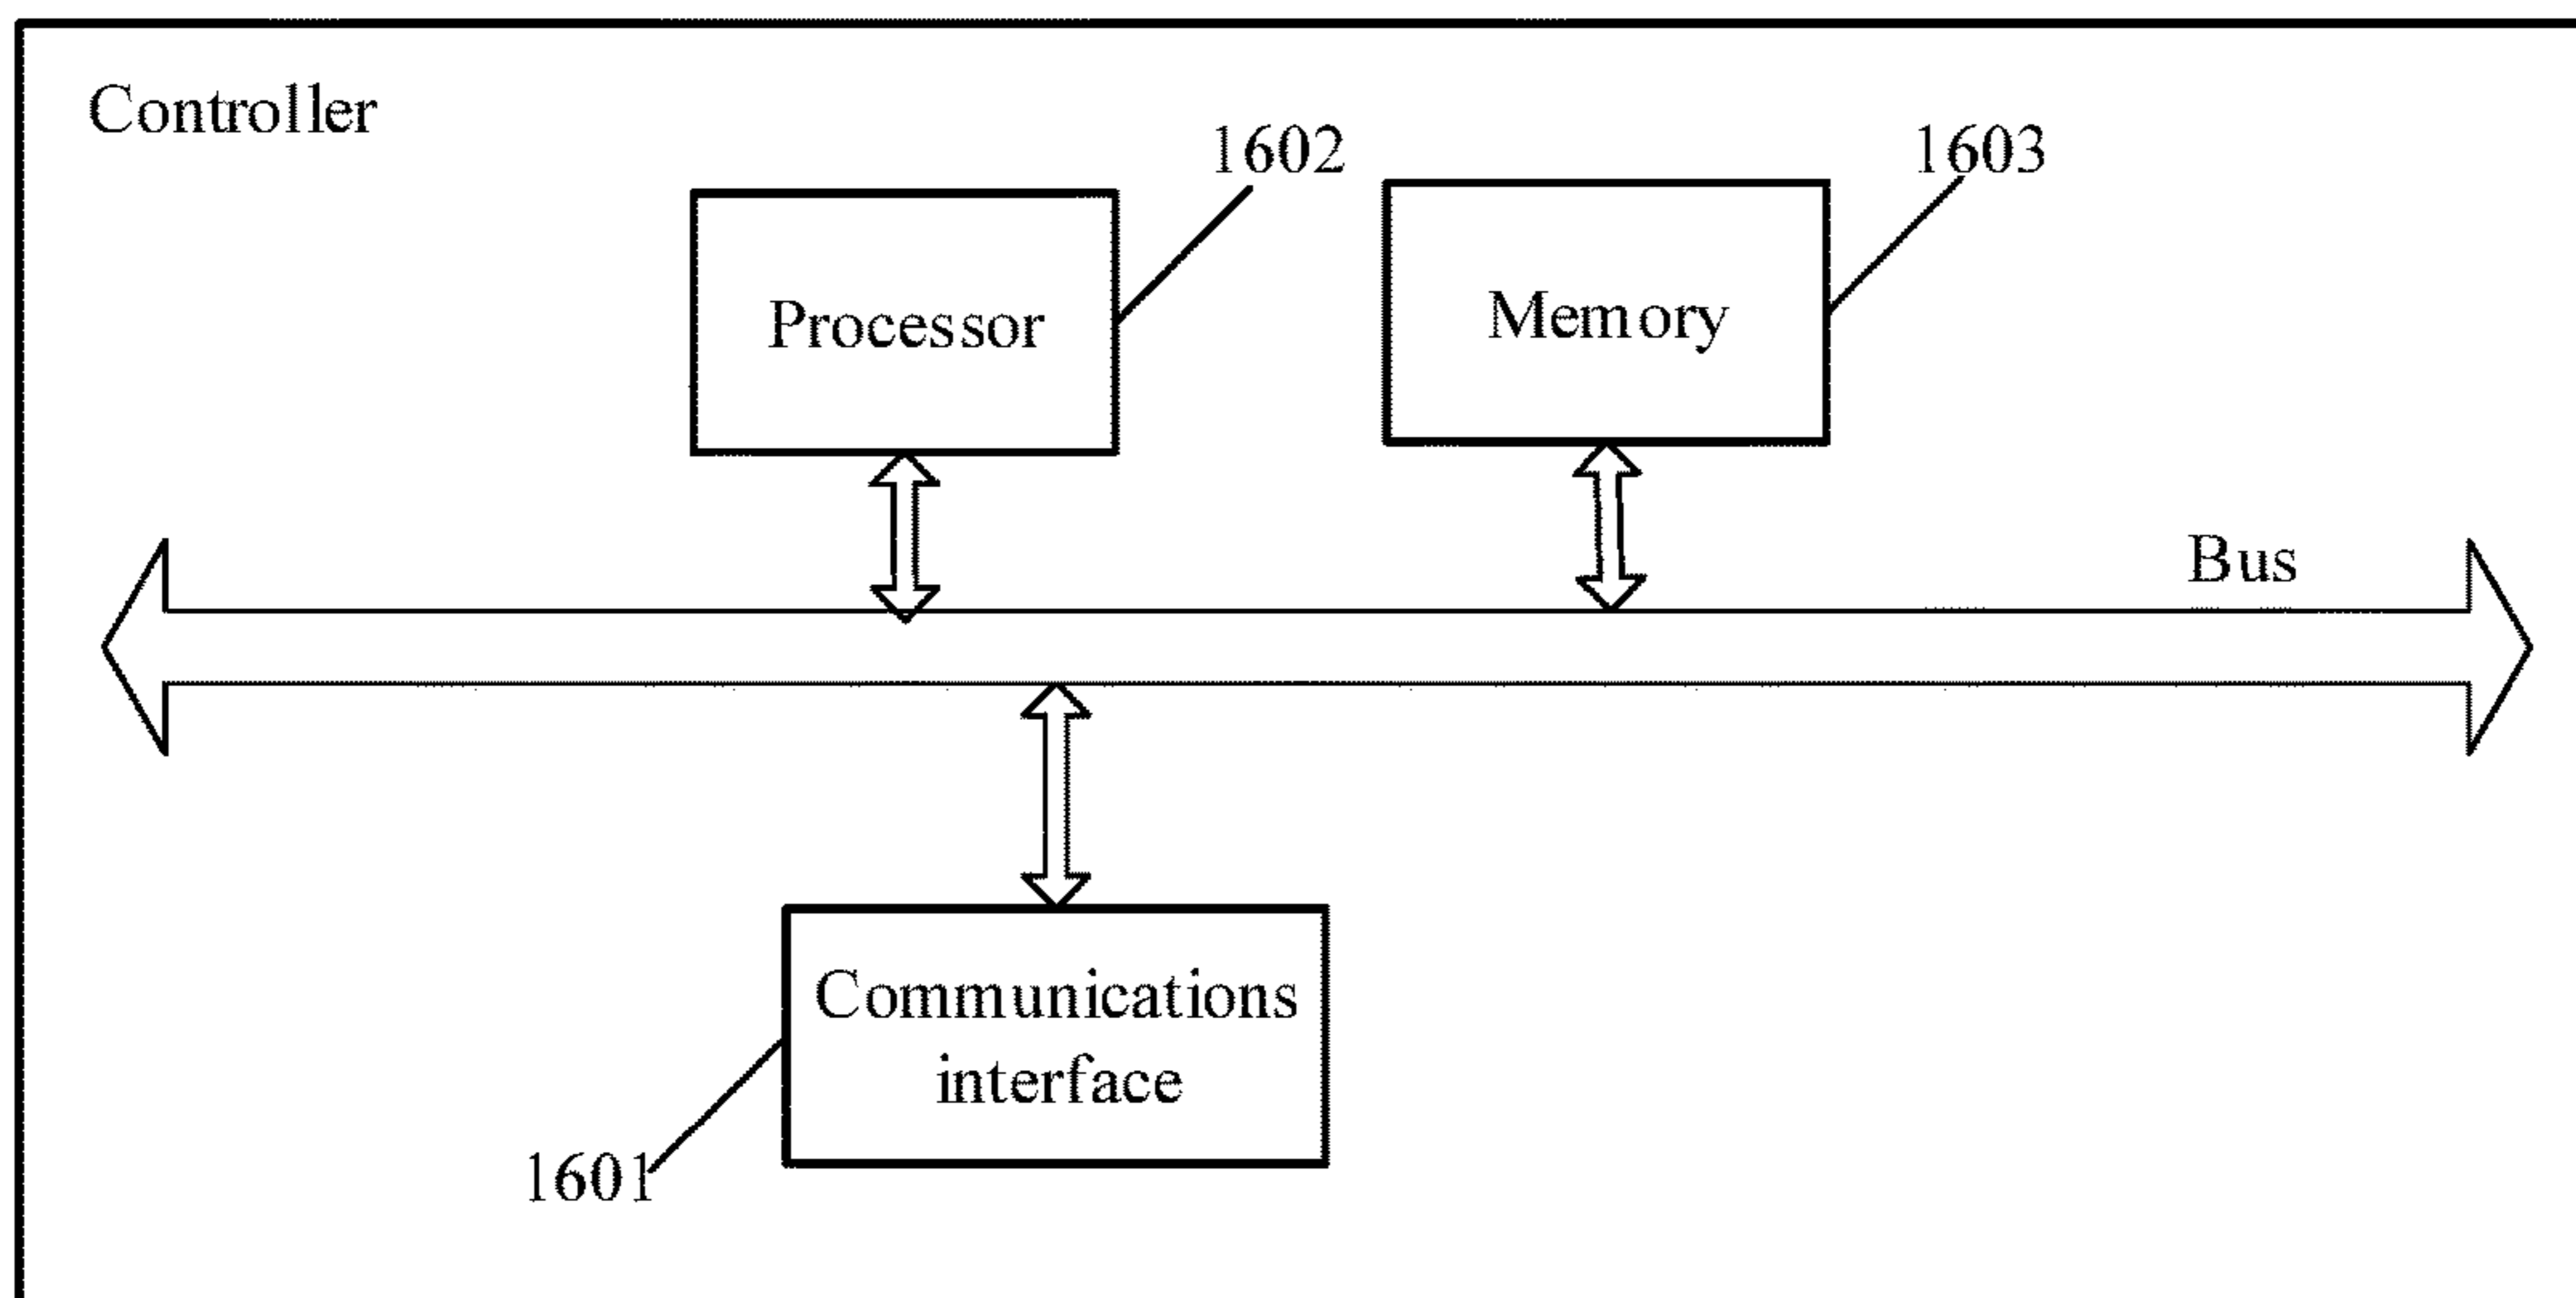 Controller
1602
1603
Processor
Memory
Bus
Communications
interface
1601